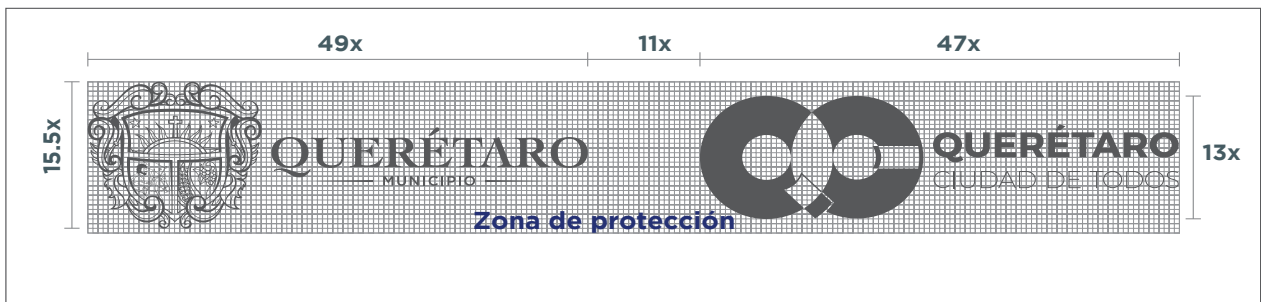 49x 11x 47x
15.5x
QUERÉTARO
MUNICIPIO
QUERÉTARO
CIUDAD DE TODOS
13x
Zona de protección